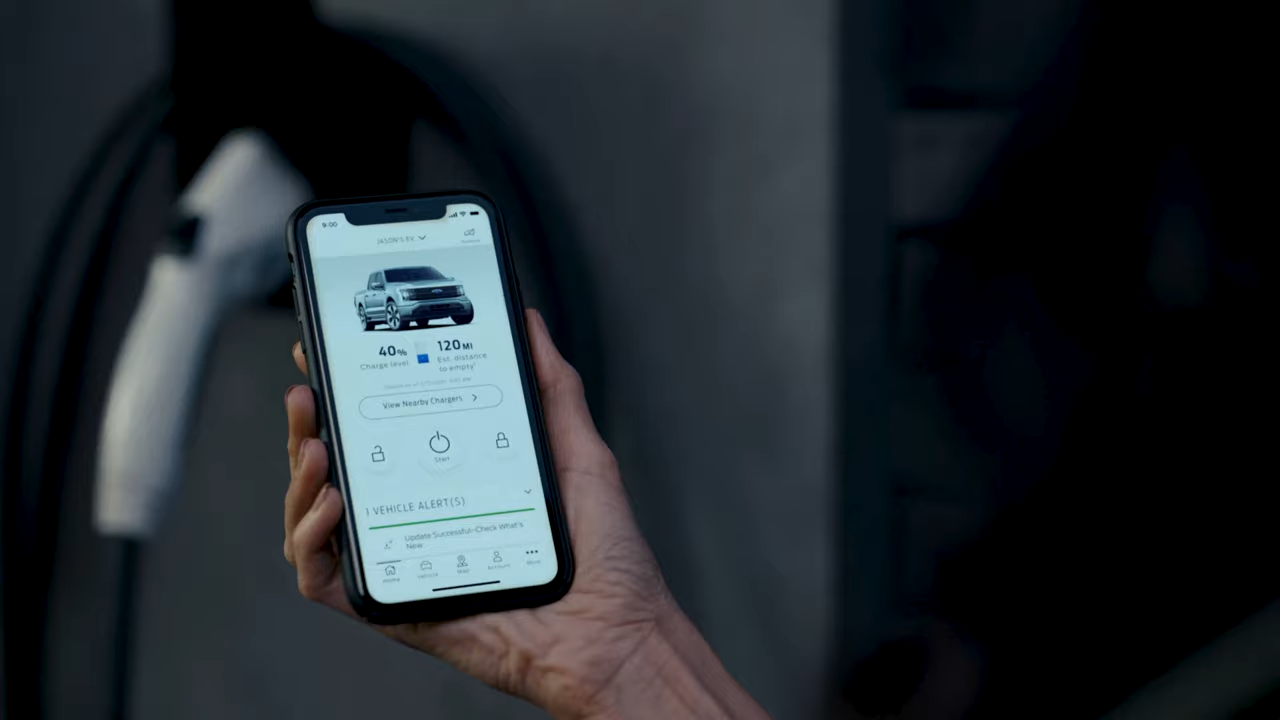 9:00
JASON'S EV
40% 120 MI
Charge level Est. distance
to empty
View Nearby Chargers
Start
1 VEHICLE ALERT(S)
Update Successful-Check What's
New
Home Vehicle Map Account More